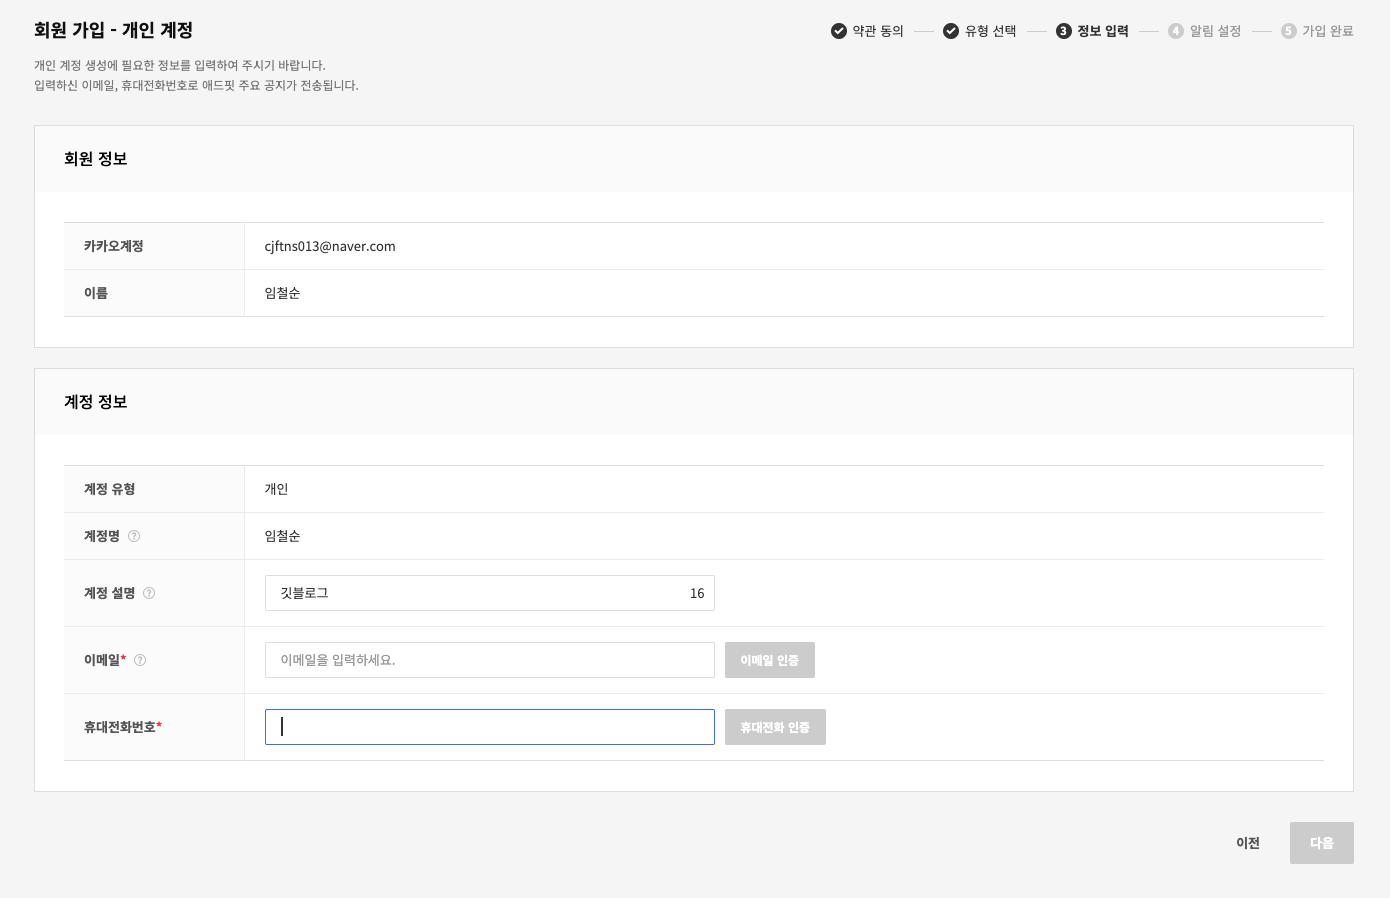 회원 가입 - 개인 계정
약관 동의
유형 선택
3 정보 입력
4 알림 설정
5 가입 완료
개인 계정 생성에 필요한 정보를 입력하여 주시기 바랍니다.
입력하신 이메일, 휴대전화번호로 애드핏 주요 공지가 전송됩니다.
회원 정보
카카오계정 cjftns013@naver.com
이름 임철순
계정 정보
계정 유형 개인
계정명 ? 임철순
계정 설명 ? 깃블로그 16
이메일* ? 이메일을 입력하세요. 이메일 인증
휴대전화번호* 휴대전화 인증
이전 다음